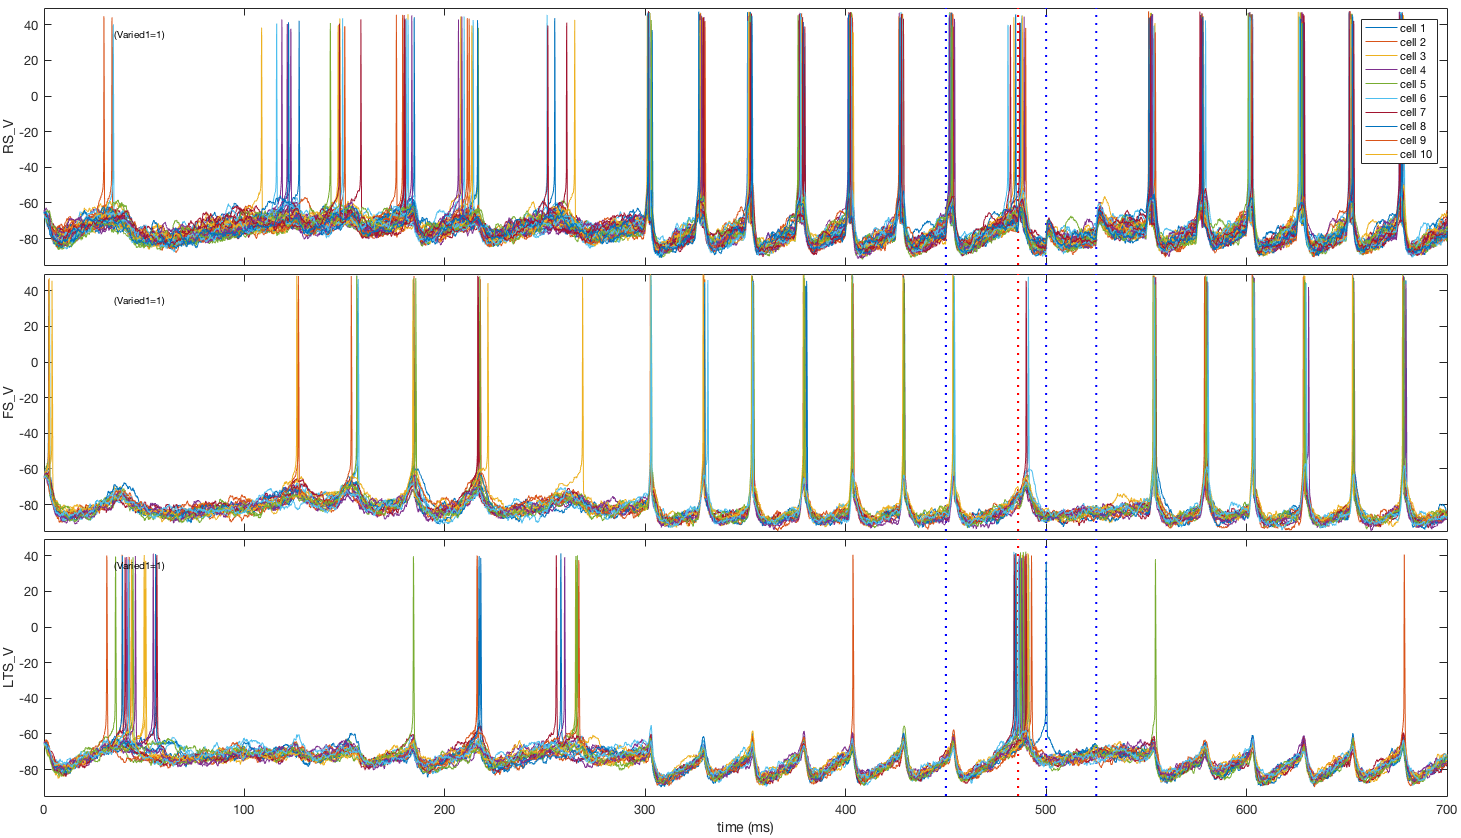 40
20
0
-20
-40
-60
-80
RS_V
(Varied1=1)
cell 1
cell 2
cell 3
cell 4
cell 5
cell 6
cell 7
cell 8
cell 9
cell 10
40
20
0
-20
-40
-60
-80
FS_V
(Varied1=1)
40
20
0
-20
-40
-60
-80
LTS_V
(Varied1=1)
0 100 200 300 400 500 600 700
time (ms)